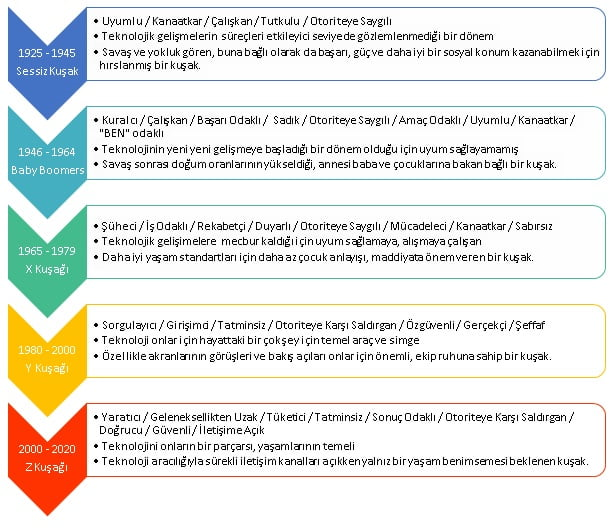 1925 - 1945
Sessiz Kuşak
• Uyumlu / Kanaatkar / Çalışkan / Tutkulu / Otoriteye Saygılı
• Teknolojik gelişmelerin süreçleri etkileyici seviyede gözlemlenmediği bir dönem
• Savaş ve yokluk gören, buna bağlı olarak da başarı, güç ve daha iyi bir sosyal konum kazanabilmek için
hırslanmış bir kuşak.
1946 - 1964
Baby Boomers
• Kuralcı / Çalışkan / Başarı Odaklı / Sadık / Otoriteye Saygılı / Amaç Odaklı / Uyumlu / Kanaatkar /
"BEN" odaklı
• Teknolojinin yeni yeni gelişmeye başladığı bir dönem olduğu için uyum sağlayamamış
• Savaş sonrası doğum oranlarının yükseldiği, annesi baba ve çocuklarına bakan bağlı bir kuşak.
1965 - 1979
X Kuşağı
• Şüheci / İş Odaklı / Rekabetçi / Duyarlı / Otoriteye Saygılı / Mücadeleci / Kanaatkar / Sabırsız
• Teknolojik gelişimelere mecbur kaldığı için uyum sağlamaya, alışmaya çalışan
• Daha iyi yaşam standartları için daha az çocuk anlayışı, maddiyata önem veren bir kuşak.
1980 - 2000
Y Kuşağı
• Sorgulayıcı / Girişimci / Tatminsiz / Otoriteye Karşı Saldırgan / Özgüvenli / Gerçekçi / Şeffaf
• Teknoloji onlar için hayattaki bir çok şey için temel araç ve simge
• Özellikle akranlarının görüşleri ve bakış açıları onlar için önemli, ekip ruhuna sahip bir kuşak.
2000 - 2020
Z Kuşağı
• Yaratıcı / Geleneksellikten Uzak / Tüketici / Tatminsiz / Sonuç Odaklı / Otoriteye Karşı Saldırgan /
Doğrucu / Güvenli / İletişime Açık
• Teknolojini onların bir parçarsı, yaşamlarının temeli
• Teknoloji aracılığıyla sürekli iletişim kanalları açıkken yalnız bir yaşam benimsemesi beklenen kuşak.